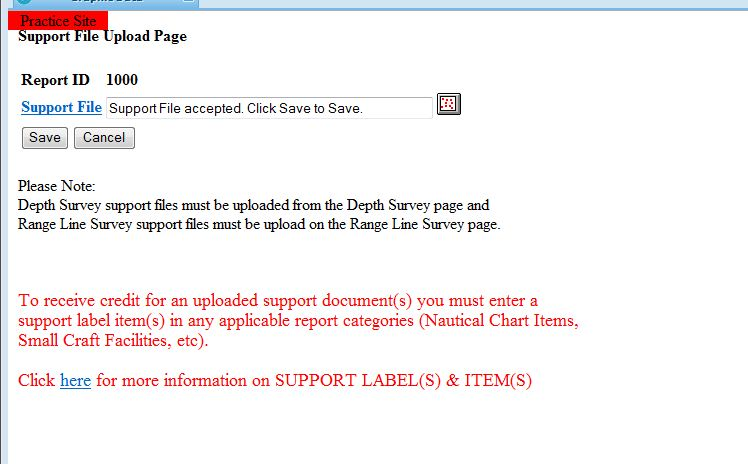 Practice Site
Support File Upload Page
Report ID 1000
Support File Support File accepted. Click Save to Save.
Save Cancel
Please Note:
Depth Survey support files must be uploaded from the Depth Survey page and
Range Line Survey support files must be upload on the Range Line Survey page.
To receive credit for an uploaded support document(s) you must enter a
support label item(s) in any applicable report categories (Nautical Chart Items,
Small Craft Facilities, etc).
Click here for more information on SUPPORT LABEL(S) & ITEM(S)